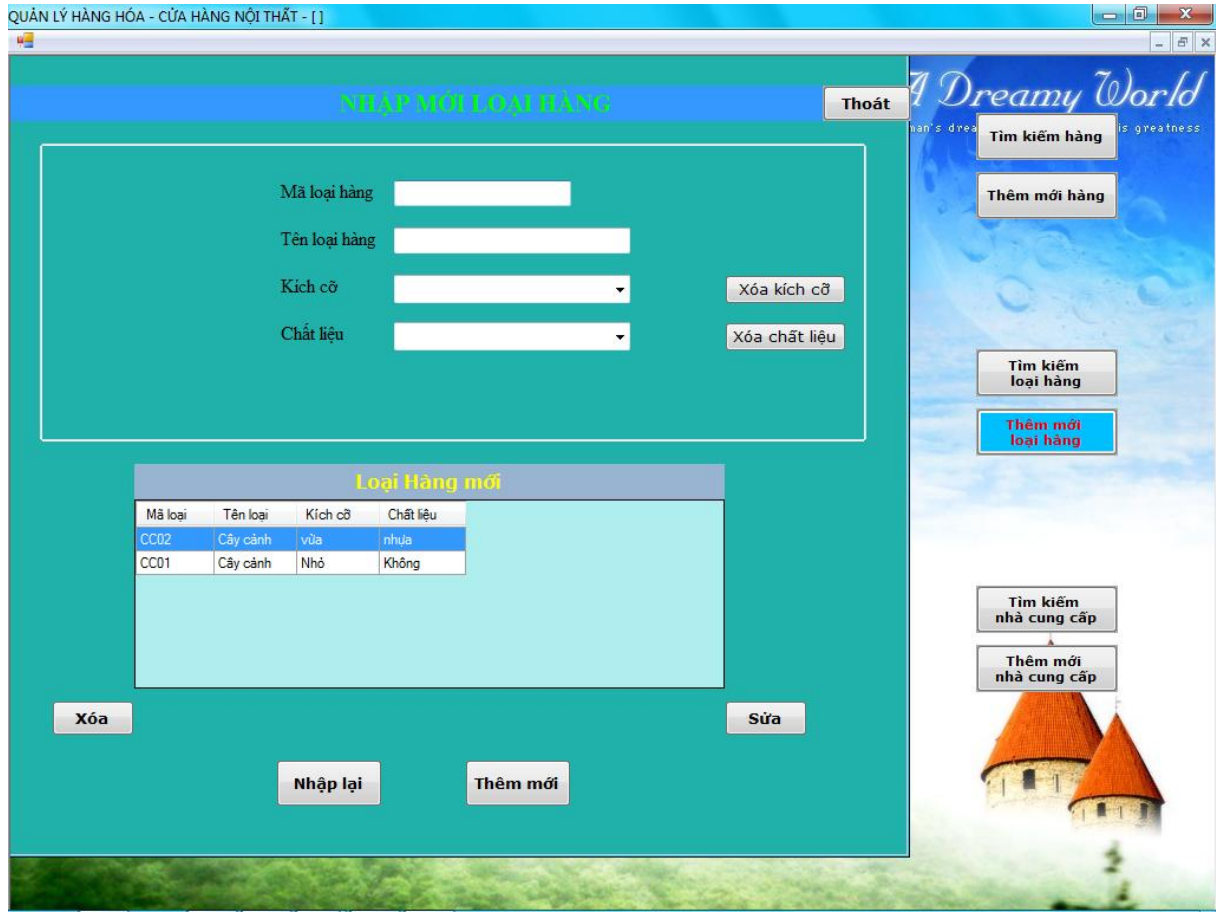 QUẢN LÝ HÀNG HÓA - CỬA HÀNG NỘI THẤT - [ ]
A Dreamy World
NHẬP MỚI LOẠI HÀNG
Thoát
is greatness
Tìm kiếm hàng
Thêm mới hàng
Mã loại hàng
Tên loại hàng
Kích cỡ
Xóa kích cỡ
Chất liệu
Xóa chất liệu
Tìm kiếm
loại hàng
Thêm mới
loại hàng
Loại Hàng mới
Mã loại Tên loại Kích cỡ Chất liệu
CC02 Cây cảnh vừa nhựa
CC01 Cây cảnh Nhỏ Không
Tìm kiếm
nhà cung cấp
Thêm mới
nhà cung cấp
Xóa
Sửa
Nhập lại
Thêm mới